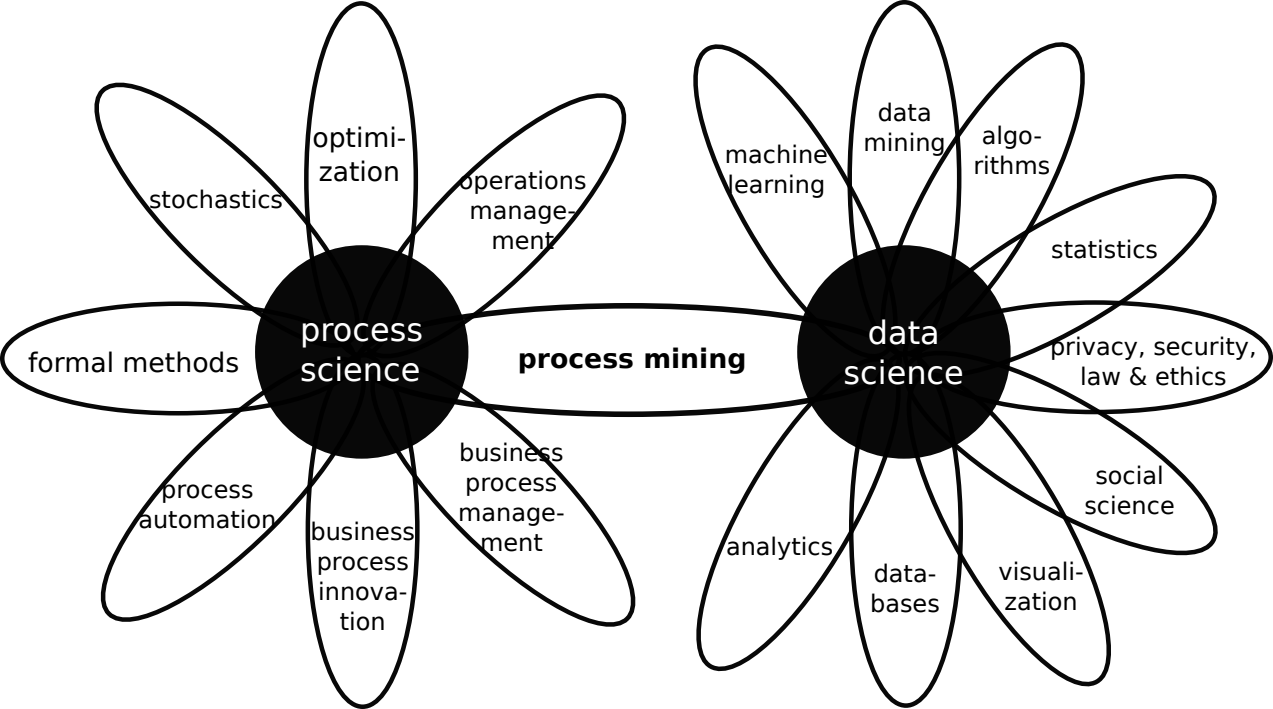 optimi-
zation
stochastics
operations
manage-
ment
formal methods
process
science
process
automation
business
process
innova-
tion
business
process
manage-
ment
process mining
data
science
machine
learning
data
mining
algo-
rithms
statistics
privacy, security,
law & ethics
social
science
visuali-
zation
data-
bases
analytics